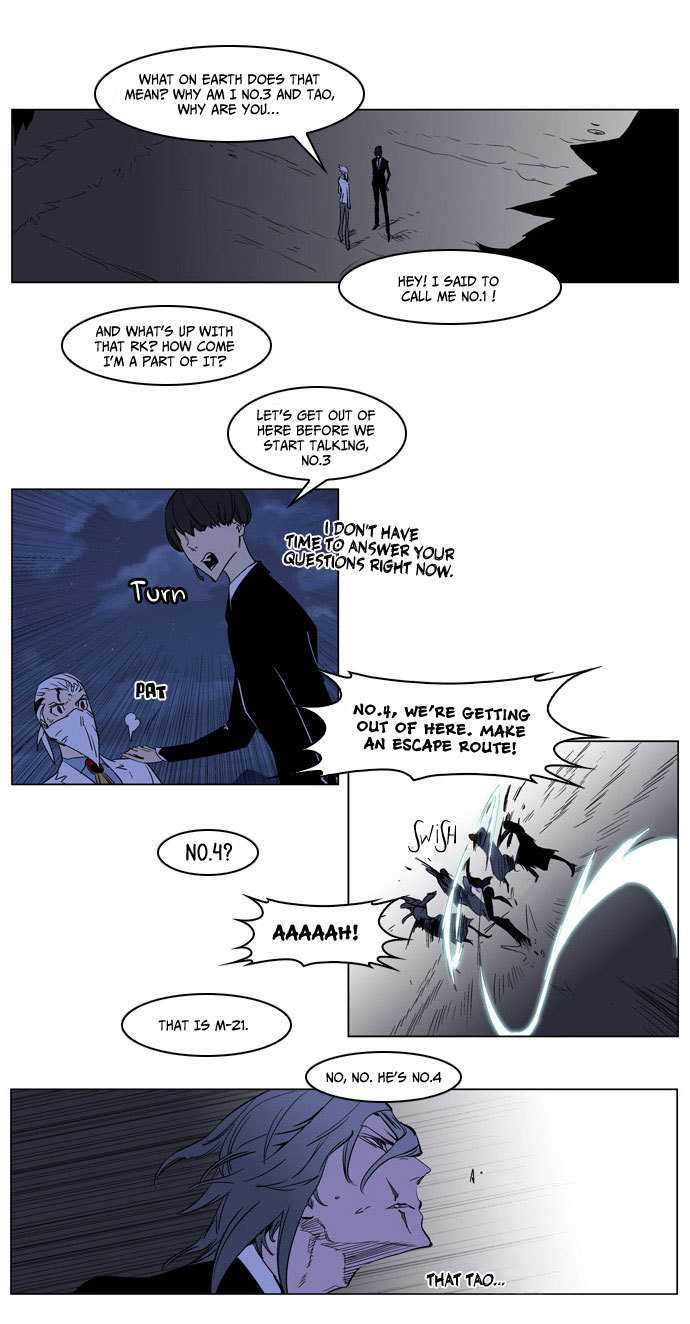 WHAT ON EARTH DOES THAT
MEAN? WHY AM I NO.3 AND TAO,
WHY ARE YOU...
HEY! I SAID TO
CALL ME NO.1 !
AND WHAT'S UP WITH
THAT RK? HOW COME
I'M A PART OF IT?
LET'S GET OUT OF
HERE BEFORE WE
START TALKING,
NO.3
I DON'T HAVE
TIME TO ANSWER YOUR
QUESTIONS RIGHT NOW.
Turn
PAT
NO.4, WE'RE GETTING
OUT OF HERE. MAKE
AN ESCAPE ROUTE!
SWISH
NO.4?
AAAAAH!
THAT IS M-21.
NO, NO. HE'S NO.4
THAT TAO...